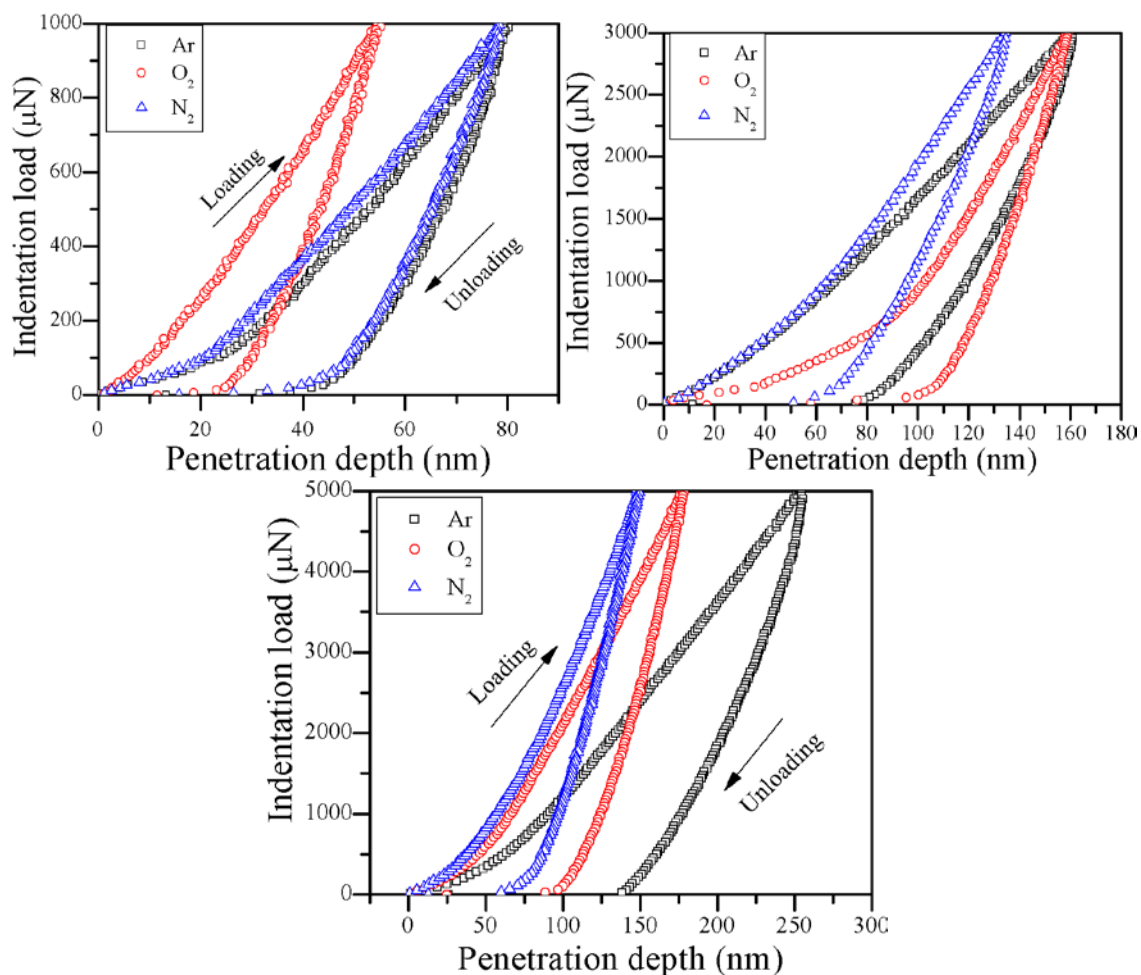 1000
800
600
400
200
0
Indentation load (μN)
Ar
O₂
N₂
Loading
Unloading
0 20 40 60 80
Penetration depth (nm)
3000
2500
2000
1500
1000
500
0
Indentation load (μN)
Ar
O₂
N₂
0 20 40 60 80 100 120 140 160 180
Penetration depth (nm)
5000
4000
3000
2000
1000
0
Indentation load (μN)
Ar
O₂
N₂
Loading
Unloading
0 50 100 150 200 250 300
Penetration depth (nm)